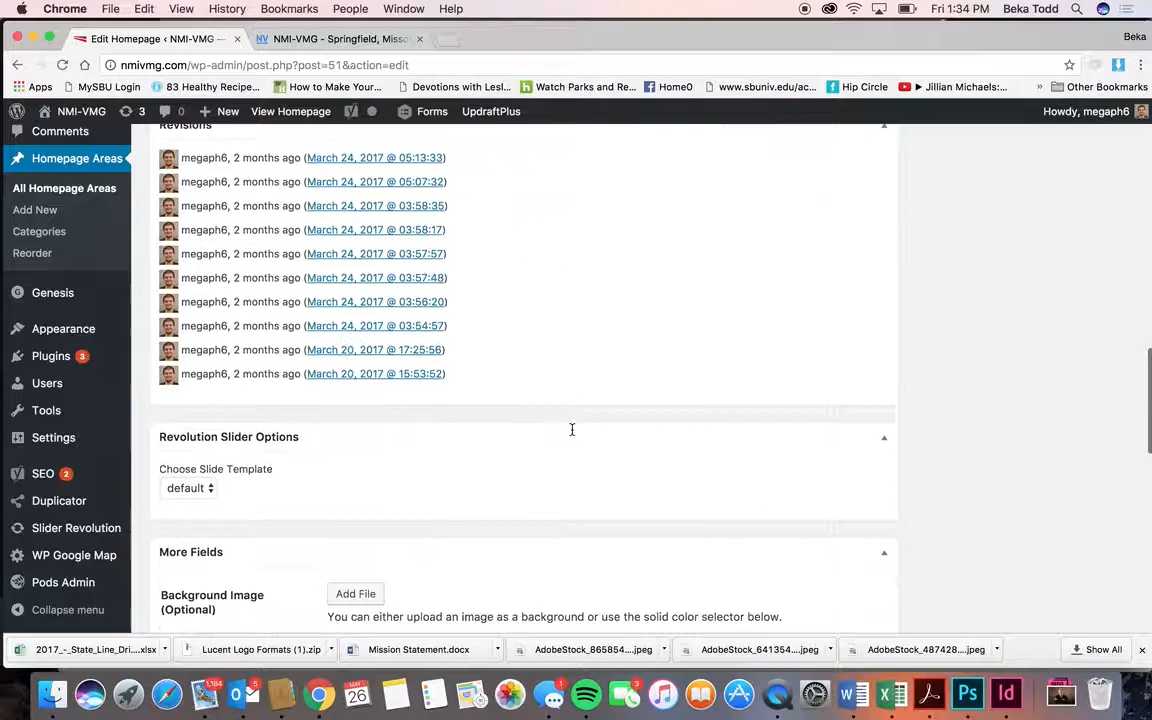 Chrome File Edit View History Bookmarks People Window Help Fri 1:34 PM Beka Todd
Edit Homepage ‹ NMI-VMG — × NMI-VMG - Springfield, Misso × Beka
nmivmg.com/wp-admin/post.php?post=51&action=edit
Apps MySBU Login 83 Healthy Recipe... How to Make Your... Devotions with Lesl... Watch Parks and Re... Home0 www.sbuniv.edu/ac... Hip Circle Jillian Michaels:... » Other Bookmarks
NMI-VMG 3 0 New View Homepage Forms UpdraftPlus Howdy, megaph6
Comments
Homepage Areas
All Homepage Areas
Add New
Categories
Reorder
Genesis
Appearance
Plugins 3
Users
Tools
Settings
SEO 2
Duplicator
Slider Revolution
WP Google Map
Pods Admin
Collapse menu
Revisions
megaph6, 2 months ago (March 24, 2017 @ 05:13:33)
megaph6, 2 months ago (March 24, 2017 @ 05:07:32)
megaph6, 2 months ago (March 24, 2017 @ 03:58:35)
megaph6, 2 months ago (March 24, 2017 @ 03:58:17)
megaph6, 2 months ago (March 24, 2017 @ 03:57:57)
megaph6, 2 months ago (March 24, 2017 @ 03:57:48)
megaph6, 2 months ago (March 24, 2017 @ 03:56:20)
megaph6, 2 months ago (March 24, 2017 @ 03:54:57)
megaph6, 2 months ago (March 20, 2017 @ 17:25:56)
megaph6, 2 months ago (March 20, 2017 @ 15:53:52)
Revolution Slider Options
Choose Slide Template
default
More Fields
Background Image (Optional)
Add File
You can either upload an image as a background or use the solid color selector below.
2017_-_State_Line_Dri....xlsx Lucent Logo Formats (1).zip Mission Statement.docx AdobeStock_865854....jpeg AdobeStock_641354....jpeg AdobeStock_487428....jpeg Show All ×
1,184 5 MAY 26 1 3 W Ps Id